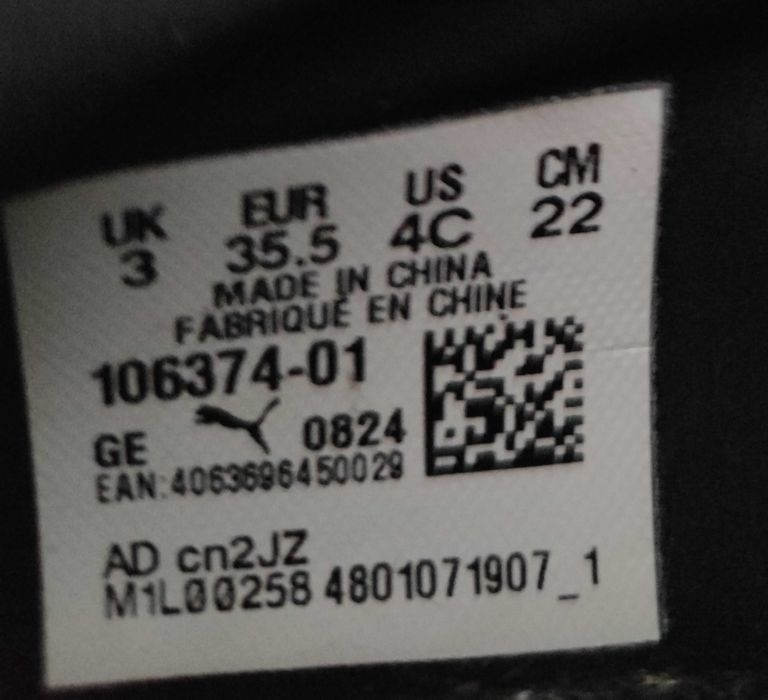 UK EUR US CM
3 35.5 4C 22
MADE IN CHINA
FABRIQUÉ EN CHINE
106374-01
GE 0824
EAN:4063696450029
AD cn2JZ
M1L00258 4801071907_1